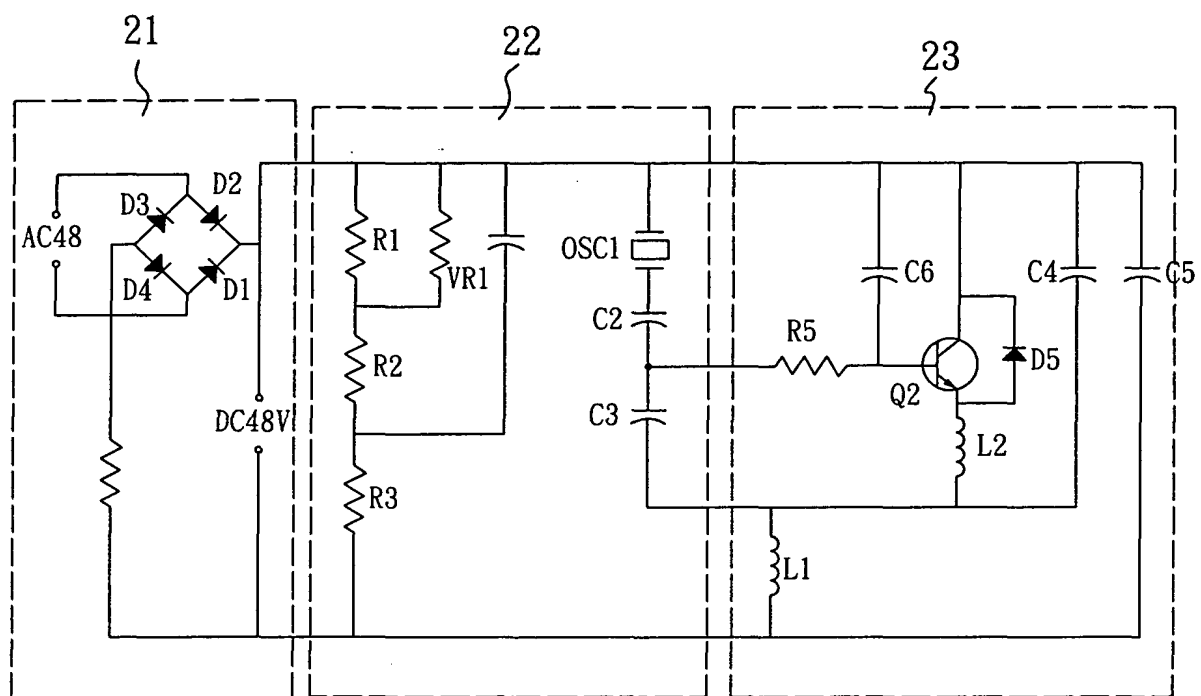 21
22
23
D3
D2
AC48
D4
D1
R1
VR1
OSC1
C6
C4
C5
C2
R5
D5
R2
Q2
DC48V
C3
L2
R3
L1